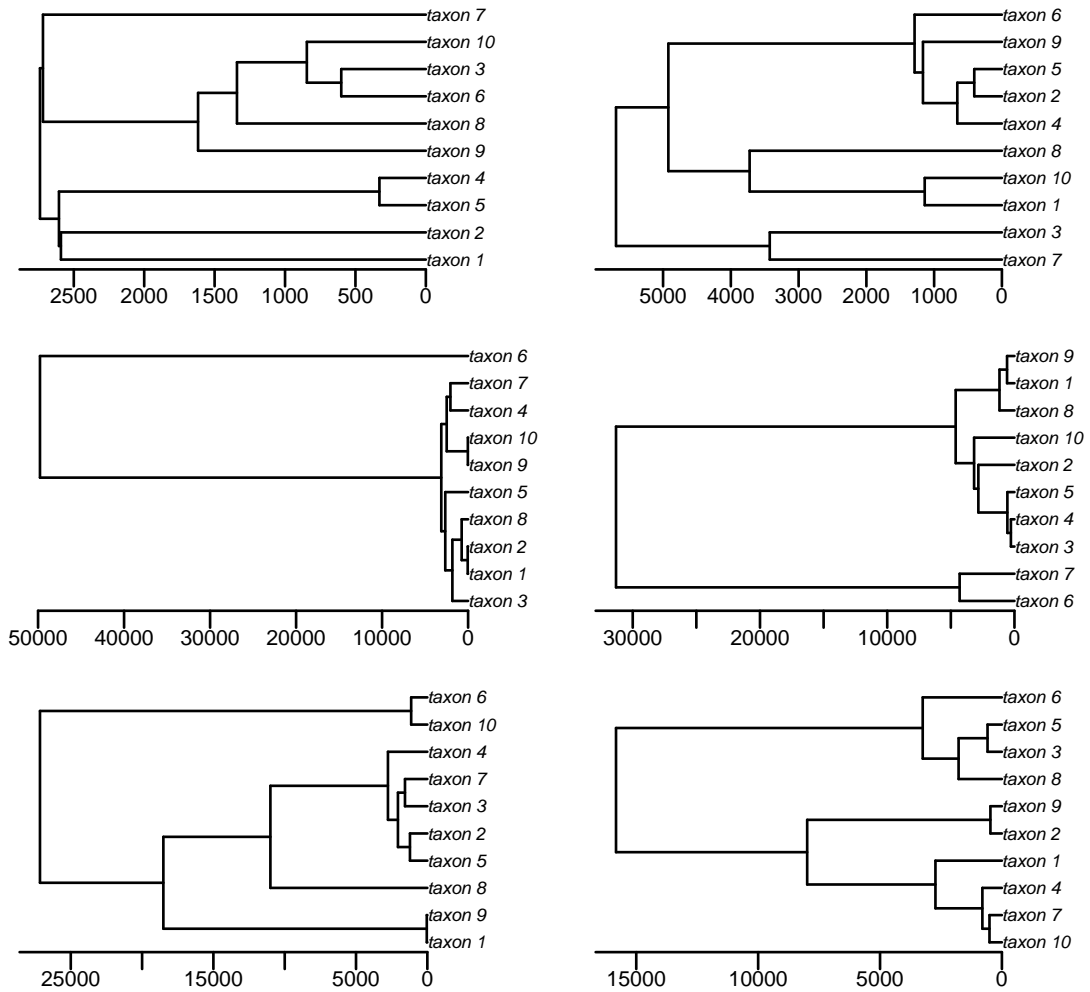 taxon 7
taxon 10
taxon 3
taxon 6
taxon 8
taxon 9
taxon 4
taxon 5
taxon 2
taxon 1
2500 2000 1500 1000 500 0
taxon 6
taxon 9
taxon 5
taxon 2
taxon 4
taxon 8
taxon 10
taxon 1
taxon 3
taxon 7
5000 4000 3000 2000 1000 0
taxon 6
taxon 7
taxon 4
taxon 10
taxon 9
taxon 5
taxon 8
taxon 2
taxon 1
taxon 3
50000 40000 30000 20000 10000 0
taxon 9
taxon 1
taxon 8
taxon 10
taxon 2
taxon 5
taxon 4
taxon 3
taxon 7
taxon 6
30000 20000 10000 0
taxon 6
taxon 10
taxon 4
taxon 7
taxon 3
taxon 2
taxon 5
taxon 8
taxon 9
taxon 1
25000 15000 5000 0
taxon 6
taxon 5
taxon 3
taxon 8
taxon 9
taxon 2
taxon 1
taxon 4
taxon 7
taxon 10
15000 10000 5000 0